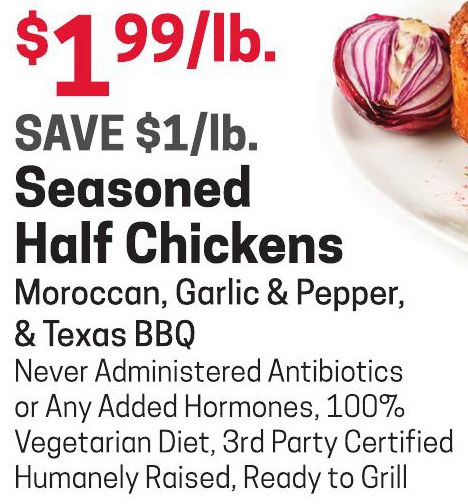 $1.99/lb.
SAVE $1/lb.
Seasoned
Half Chickens
Moroccan, Garlic & Pepper,
& Texas BBQ
Never Administered Antibiotics
or Any Added Hormones, 100%
Vegetarian Diet, 3rd Party Certified
Humanely Raised, Ready to Grill